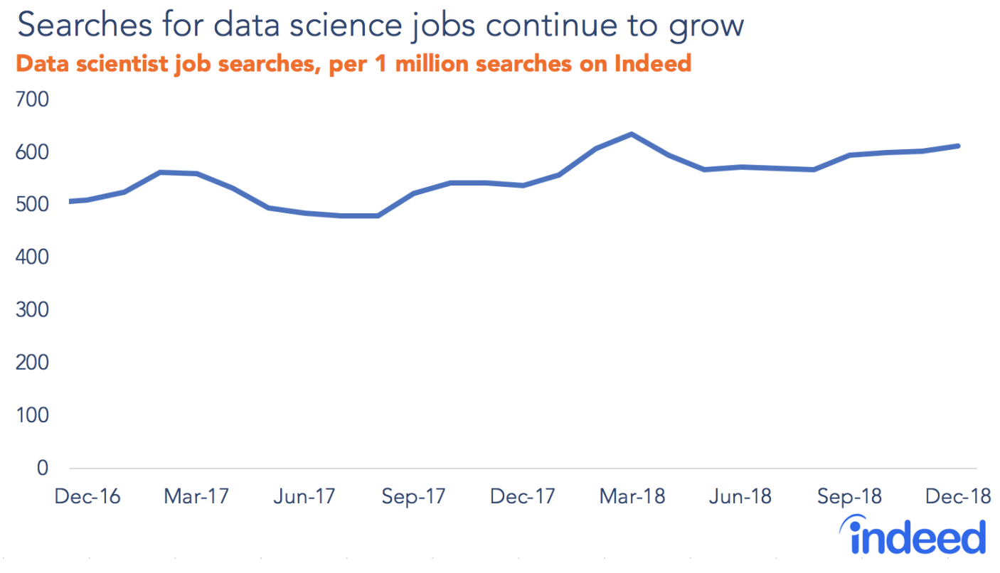 Searches for data science jobs continue to grow
Data scientist job searches, per 1 million searches on Indeed
700
600
500
400
300
200
100
0
Dec-16 Mar-17 Jun-17 Sep-17 Dec-17 Mar-18 Jun-18 Sep-18 Dec-18
indeed